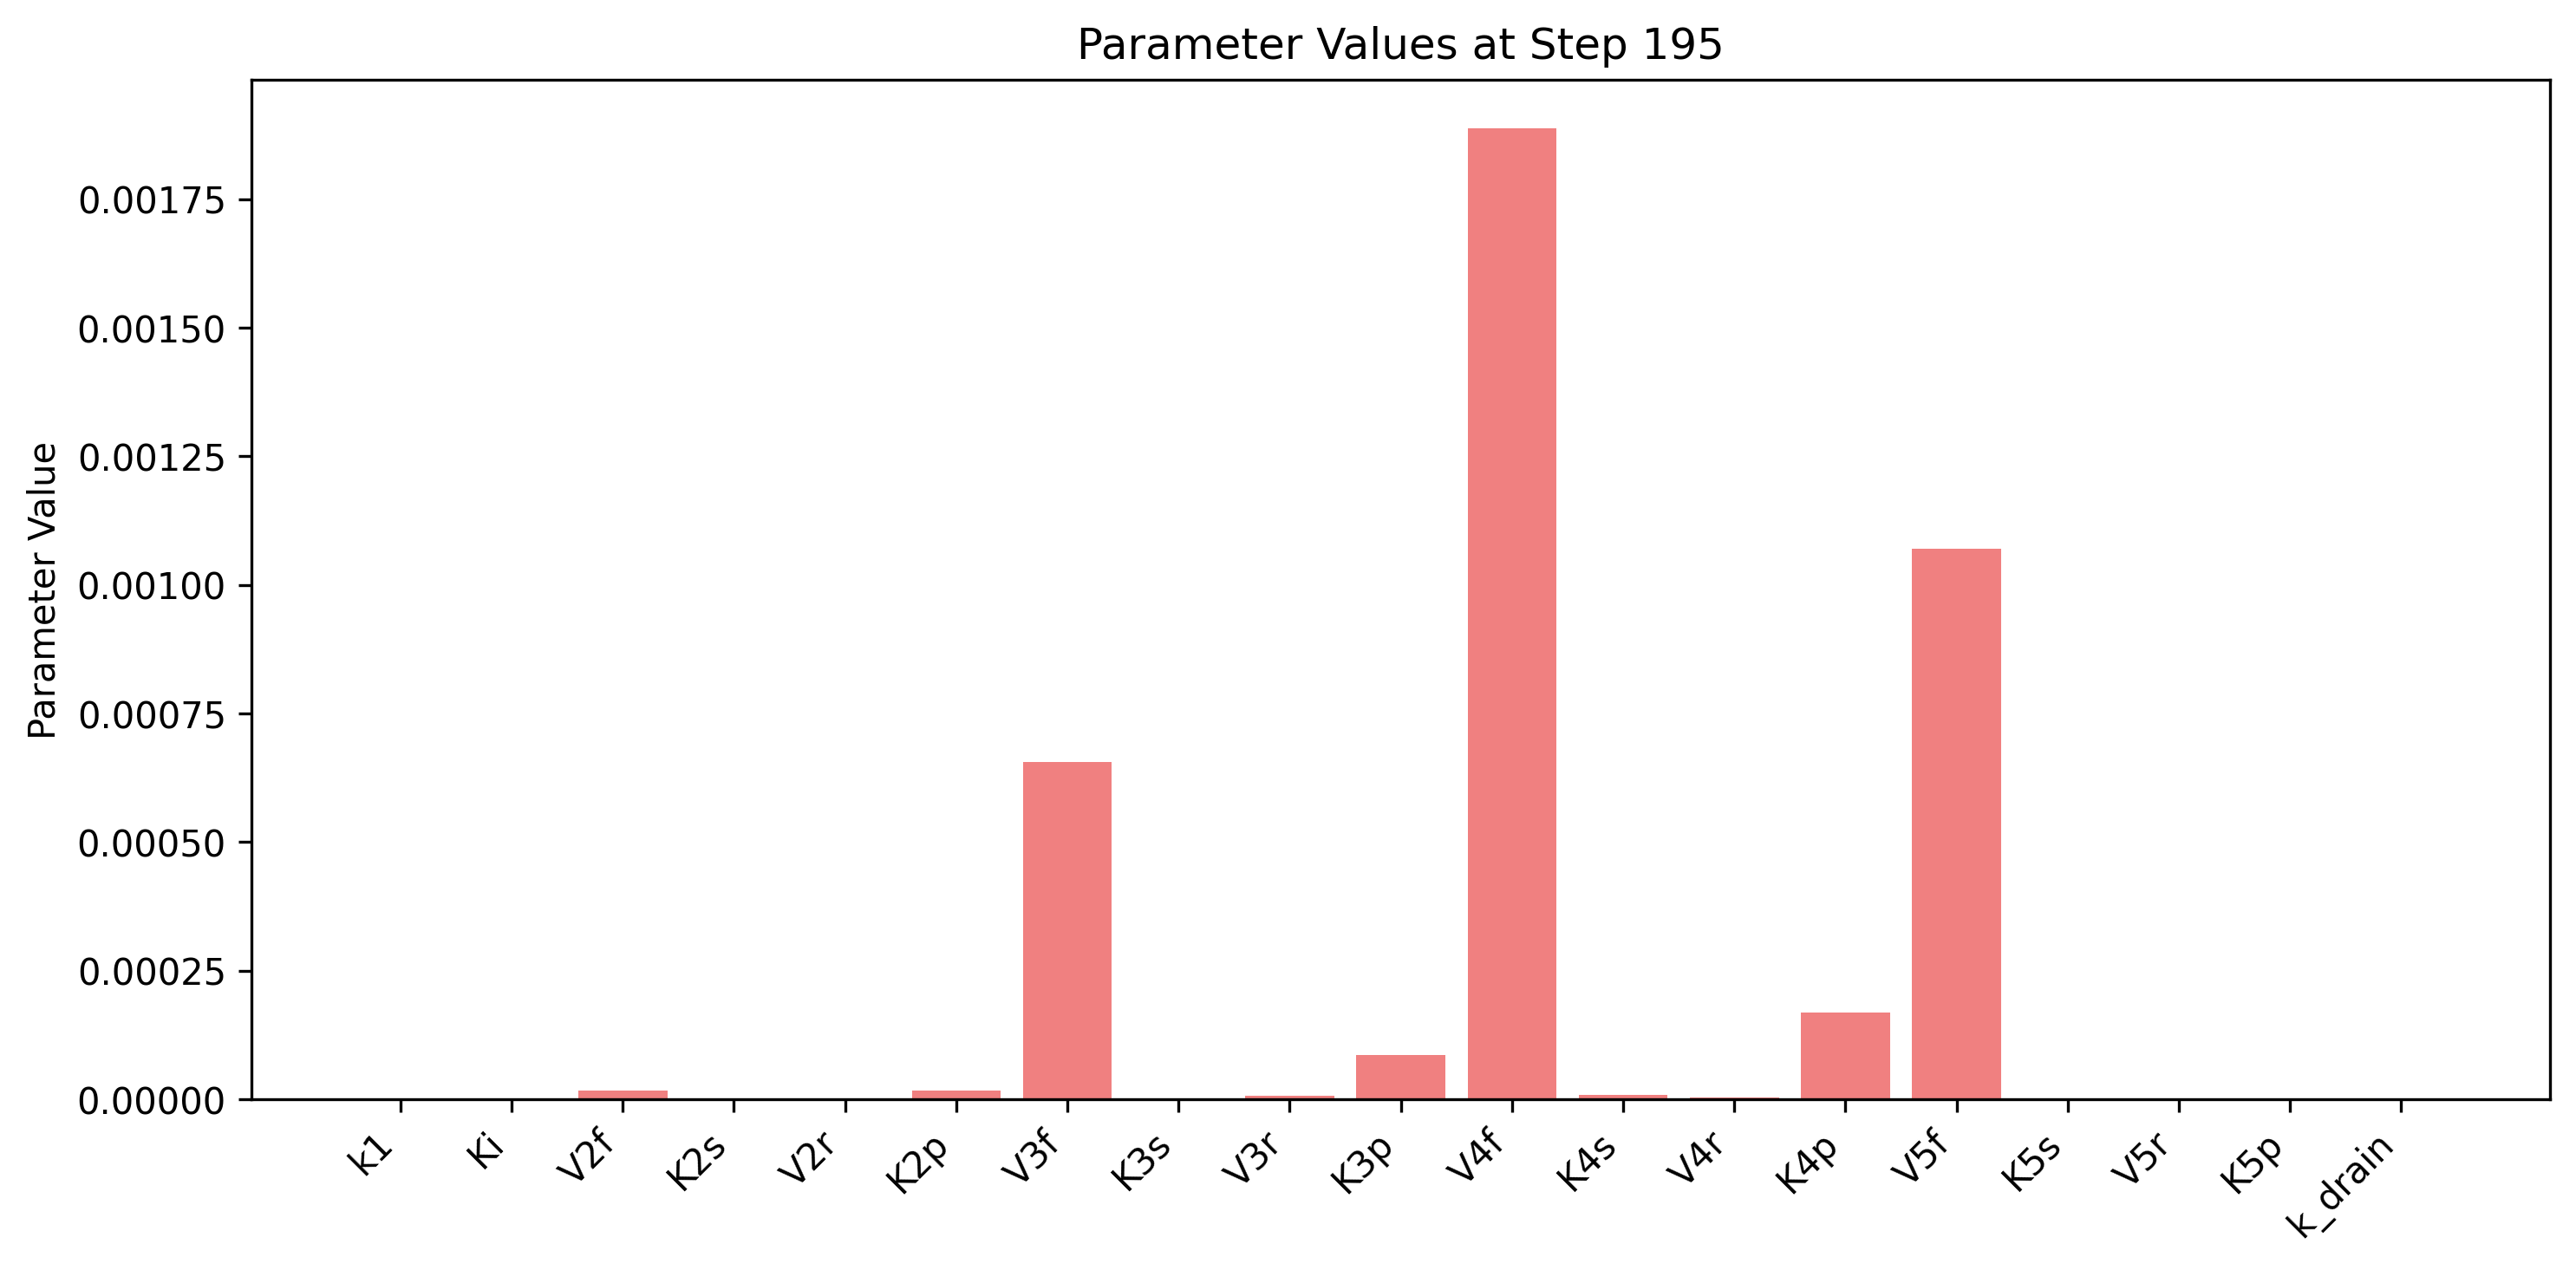 Parameter Values at Step 195
Parameter Value
0.00175
0.00150
0.00125
0.00100
0.00075
0.00050
0.00025
0.00000
k1
Ki
V2f
K2s
V2r
K2p
V3f
K3s
V3r
K3p
V4f
K4s
V4r
K4p
V5f
K5s
V5r
K5p
k_drain